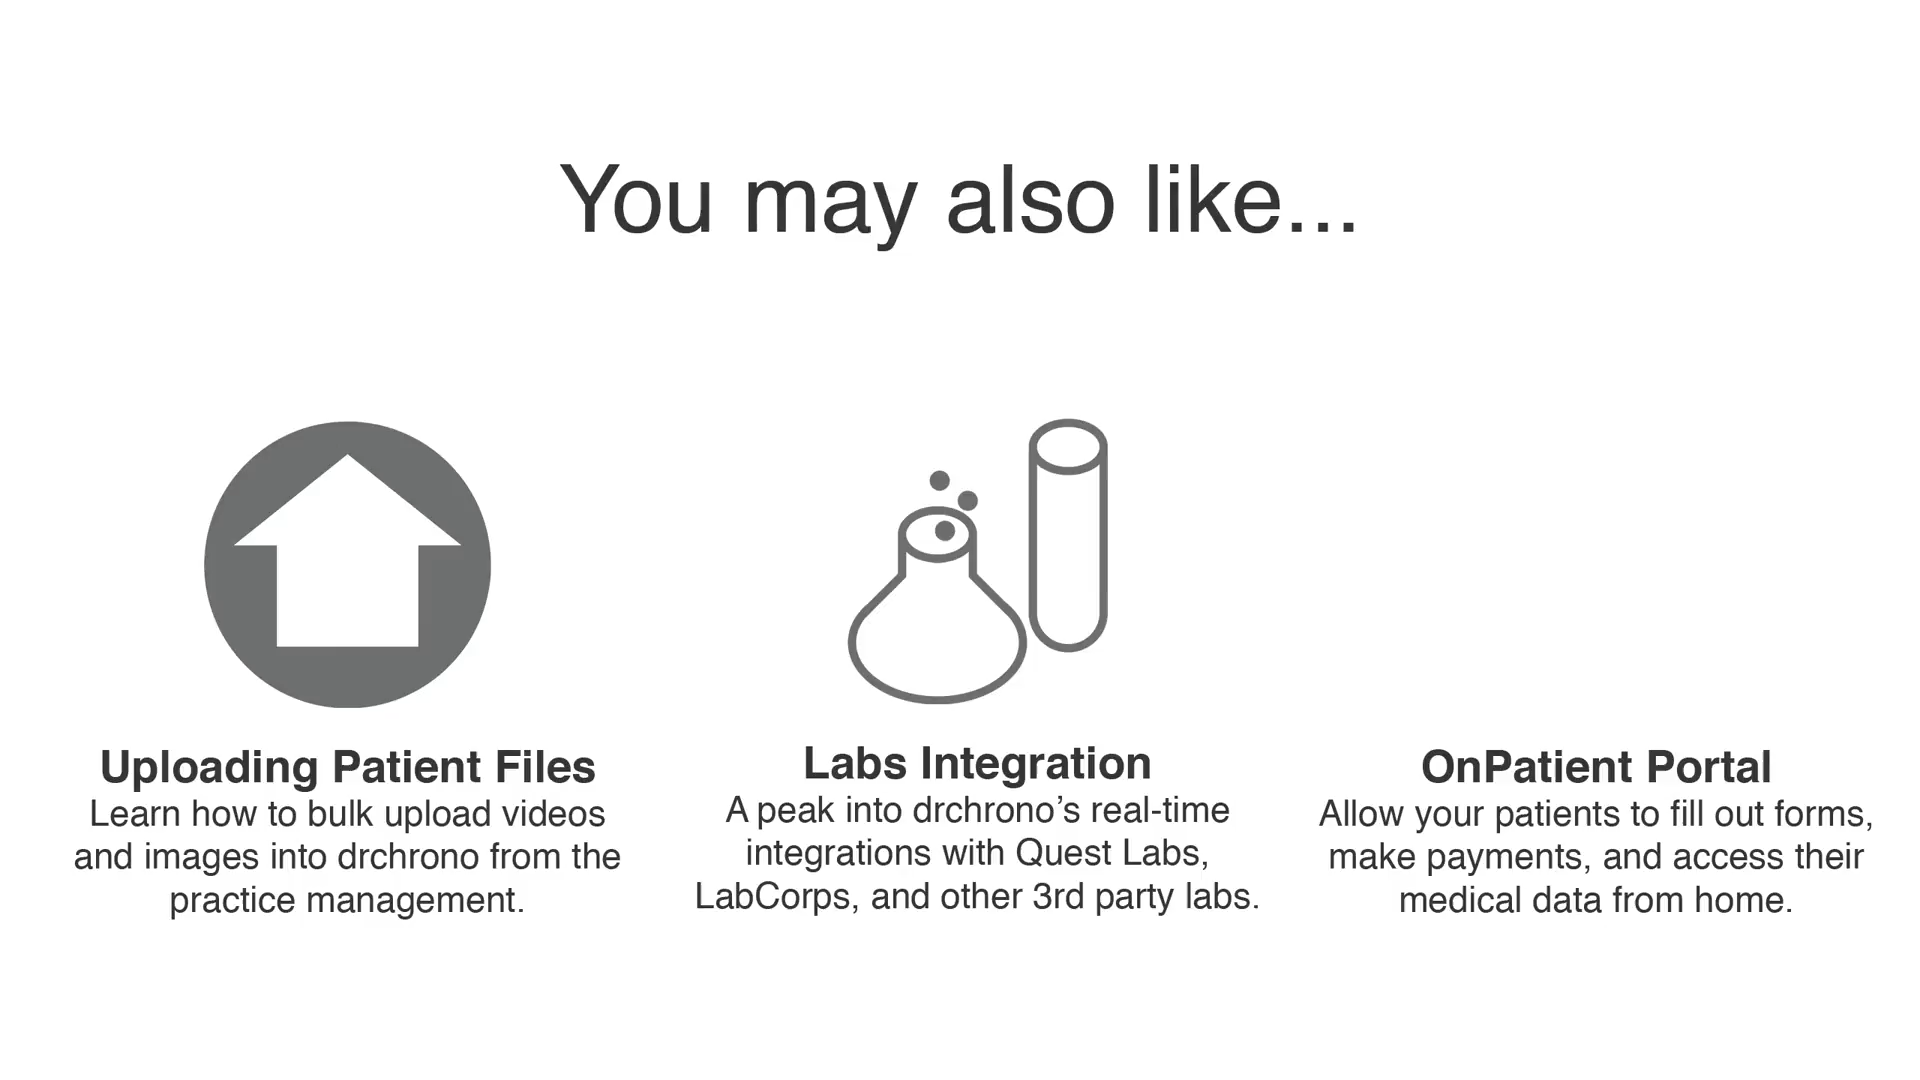 You may also like...
Uploading Patient Files
Learn how to bulk upload videos
and images into drchrono from the
practice management.
Labs Integration
A peak into drchrono’s real-time
integrations with Quest Labs,
LabCorps, and other 3rd party labs.
OnPatient Portal
Allow your patients to fill out forms,
make payments, and access their
medical data from home.